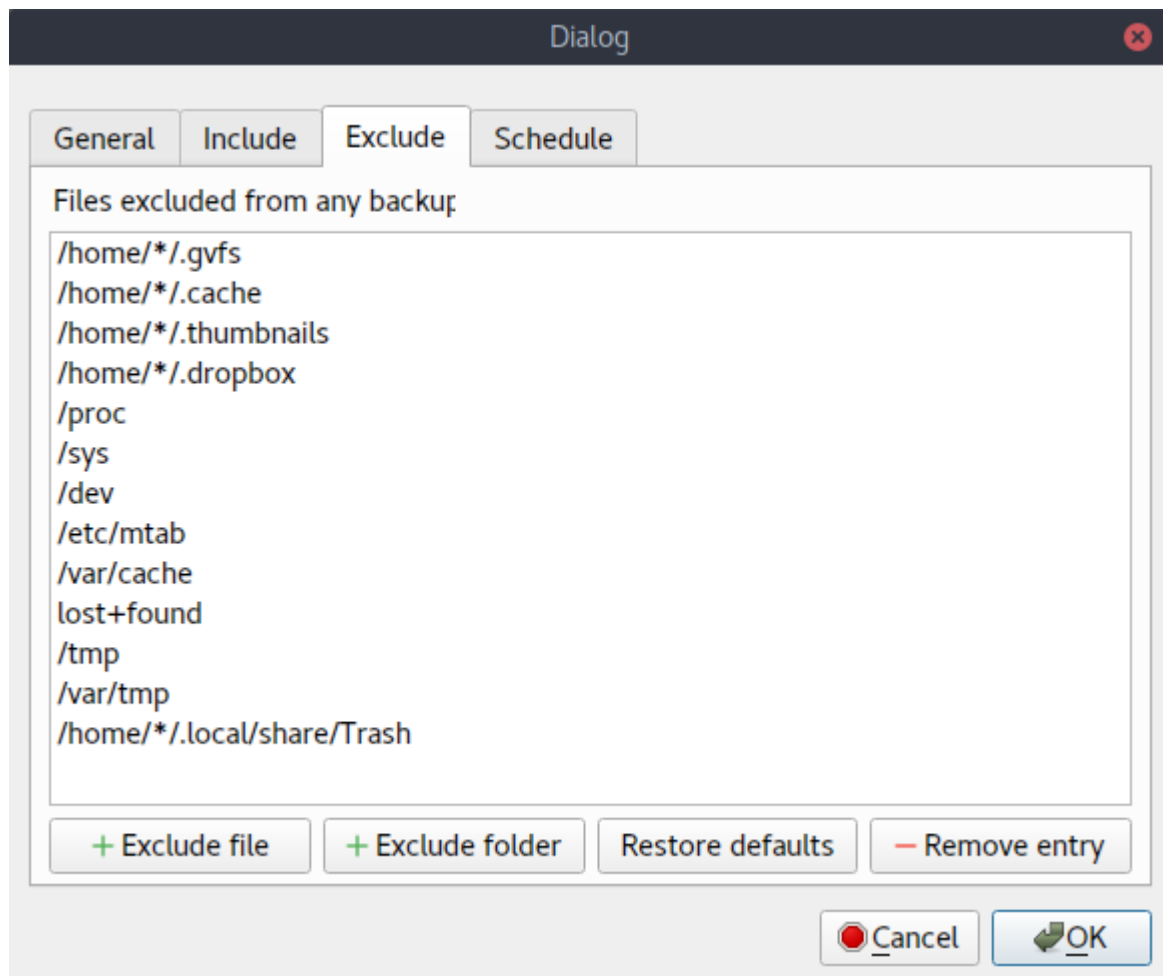 Dialog
General Include Exclude Schedule
Files excluded from any backup
/home/*/.gvfs
/home/*/.cache
/home/*/.thumbnails
/home/*/.dropbox
/proc
/sys
/dev
/etc/mtab
/var/cache
lost+found
/tmp
/var/tmp
/home/*/.local/share/Trash
+ Exclude file + Exclude folder Restore defaults − Remove entry
Cancel OK